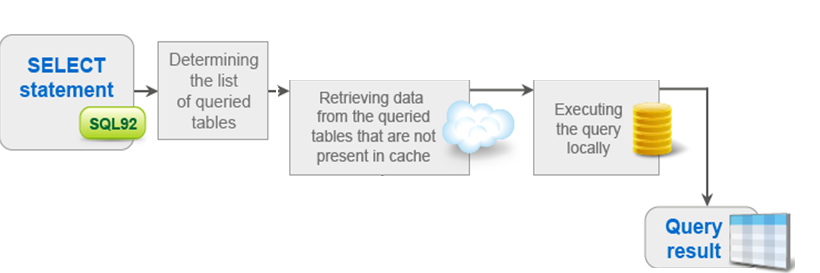 SELECT
statement
SQL92
Determining
the list
of queried
tables
Retrieving data
from the queried
tables that are not
present in cache
Executing
the query
locally
Query
result